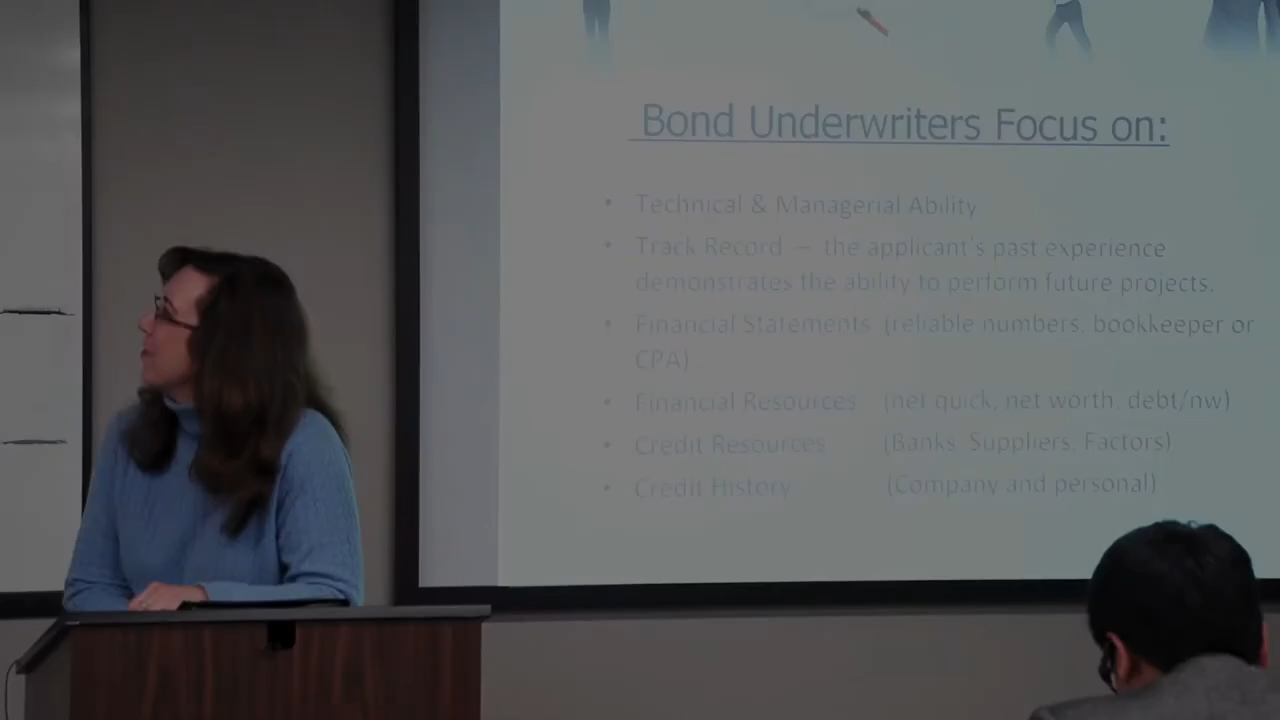 Bond Underwriters Focus on:
• Technical & Managerial Ability
• Track Record – the applicant's past experience
demonstrates the ability to perform future projects.
• Financial Statements (reliable numbers, bookkeeper or
CPA)
• Financial Resources (net quick, net worth, debt/nw)
• Credit Resources (Banks, Suppliers, Factors)
• Credit History (Company and personal)